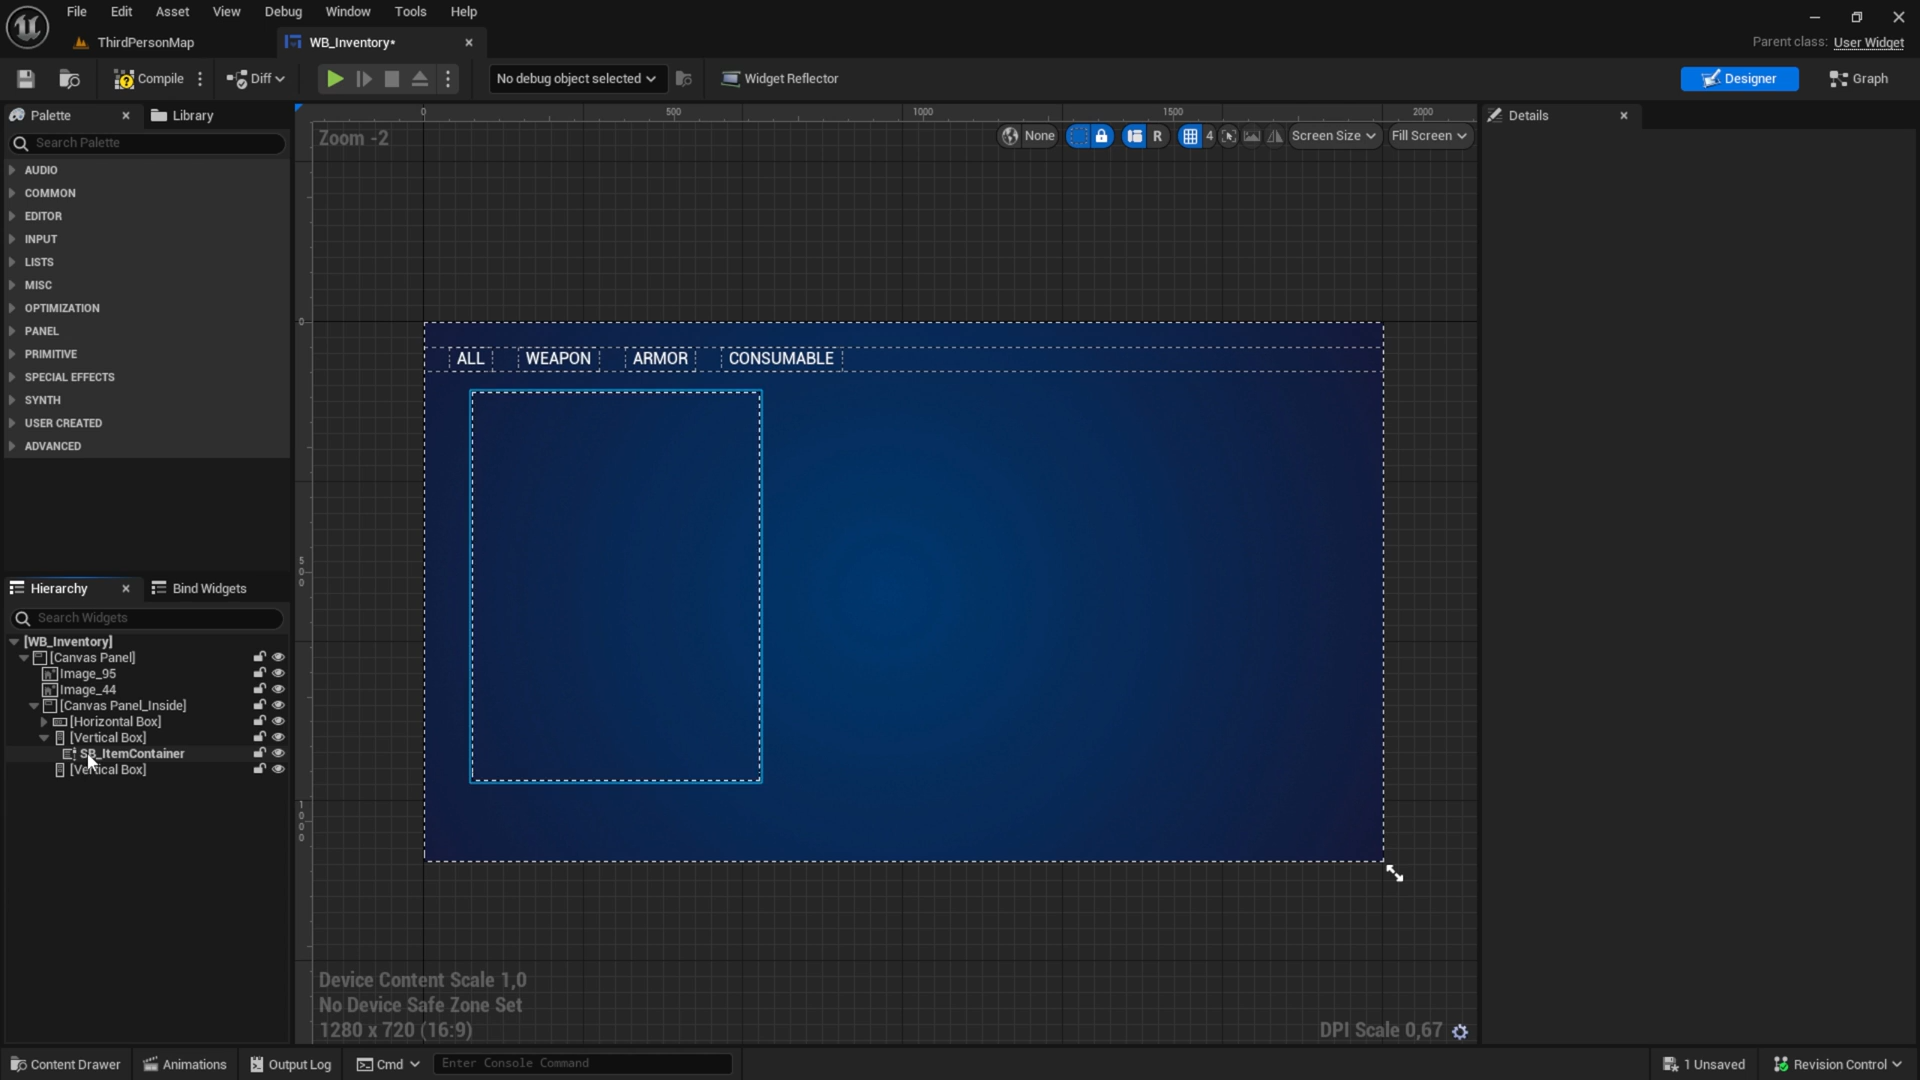 File Edit View Asset Debug Window Tools Help
ThirdPersonMap
WB_Inventory*
Parent class: User Widget
Compile
Diff
No debug object selected
Widget Reflector
Designer
Graph
Palette
Library
Search Palette
AUDIO
COMMON
EDITOR
INPUT
LISTS
MISC
OPTIMIZATION
PANEL
PRIMITIVE
SPECIAL EFFECTS
SYNTH
USER CREATED
ADVANCED
Hierarchy
Bind Widgets
Search Widgets
[WB_Inventory]
[Canvas Panel]
Image_95
Image_44
[Canvas Panel_Inside]
[Horizontal Box]
[Vertical Box]
SB_ItemContainer
[Vertical Box]
0 500 1000 1500 2000
Zoom -2
None
R
4
Screen Size
Fill Screen
0
500
1000
ALL WEAPON ARMOR CONSUMABLE
Device Content Scale 1,0
No Device Safe Zone Set
1280 x 720 (16:9)
DPI Scale 0,67
Details
Content Drawer
Animations
Output Log
Cmd
Enter Console Command
1 Unsaved
Revision Control